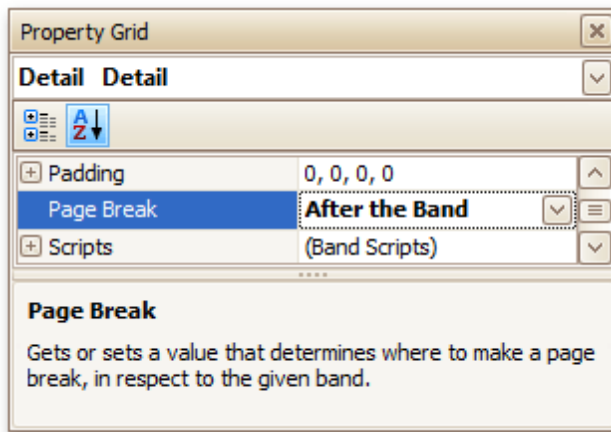 Property Grid
Detail Detail
A
Z
Padding 0, 0, 0, 0
Page Break After the Band
Scripts (Band Scripts)
Page Break
Gets or sets a value that determines where to make a page
break, in respect to the given band.